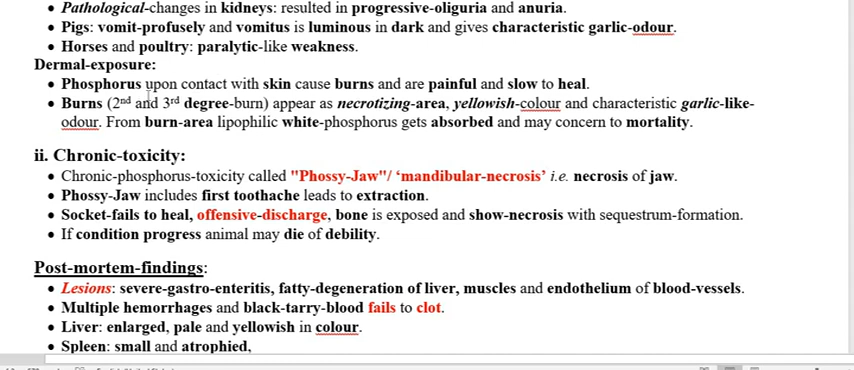 • Pathological-changes in kidneys: resulted in progressive-oliguria and anuria.
• Pigs: vomit-profusely and vomitus is luminous in dark and gives characteristic garlic-odour.
• Horses and poultry: paralytic-like weakness.
Dermal-exposure:
• Phosphorus upon contact with skin cause burns and are painful and slow to heal.
• Burns (2nd and 3rd degree-burn) appear as necrotizing-area, yellowish-colour and characteristic garlic-like-
odour. From burn-area lipophilic white-phosphorus gets absorbed and may concern to mortality.
ii. Chronic-toxicity:
• Chronic-phosphorus-toxicity called "Phossy-Jaw"/ ‘mandibular-necrosis’ i.e. necrosis of jaw.
• Phossy-Jaw includes first toothache leads to extraction.
• Socket-fails to heal, offensive-discharge, bone is exposed and show-necrosis with sequestrum-formation.
• If condition progress animal may die of debility.
Post-mortem-findings:
• Lesions: severe-gastro-enteritis, fatty-degeneration of liver, muscles and endothelium of blood-vessels.
• Multiple hemorrhages and black-tarry-blood fails to clot.
• Liver: enlarged, pale and yellowish in colour.
• Spleen: small and atrophied,